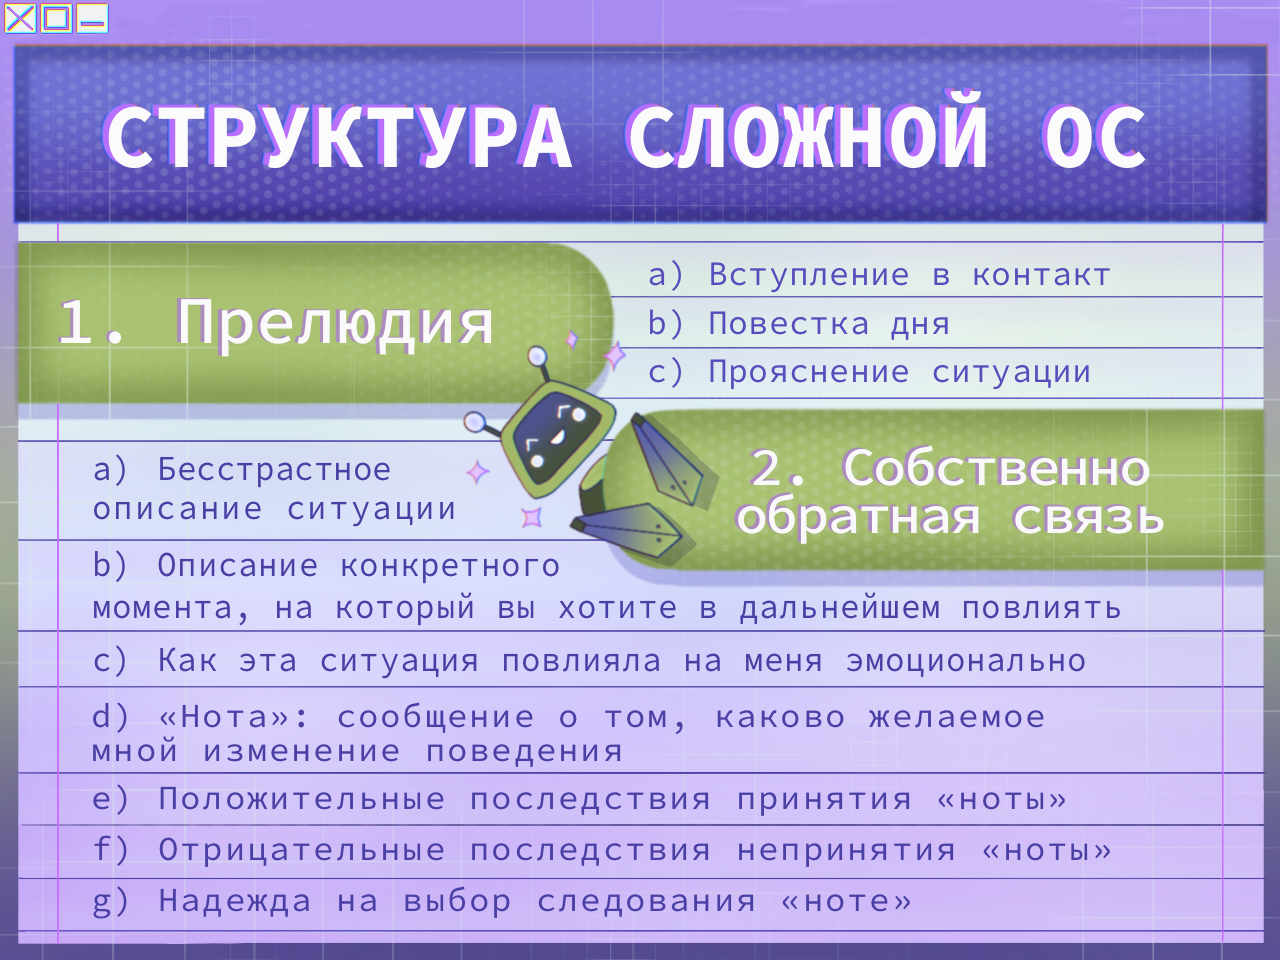 СТРУКТУРА СЛОЖНОЙ ОС
1. Прелюдия
a) Вступление в контакт
b) Повестка дня
c) Прояснение ситуации
2. Собственно
обратная связь
a) Бесстрастное
описание ситуации
b) Описание конкретного
момента, на который вы хотите в дальнейшем повлиять
c) Как эта ситуация повлияла на меня эмоционально
d) «Нота»: сообщение о том, каково желаемое
мной изменение поведения
e) Положительные последствия принятия «ноты»
f) Отрицательные последствия непринятия «ноты»
g) Надежда на выбор следования «ноте»